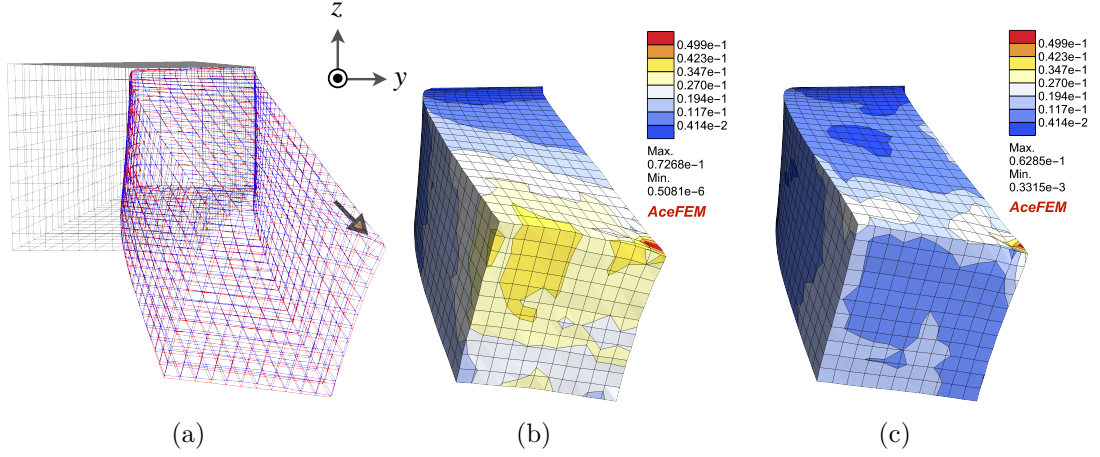 z
y
0.499e−1
0.423e−1
0.347e−1
0.270e−1
0.194e−1
0.117e−1
0.414e−2
Max.
0.7268e−1
Min.
0.5081e−6
AceFEM
0.499e−1
0.423e−1
0.347e−1
0.270e−1
0.194e−1
0.117e−1
0.414e−2
Max.
0.6285e−1
Min.
0.3315e−3
AceFEM
(a)
(b)
(c)